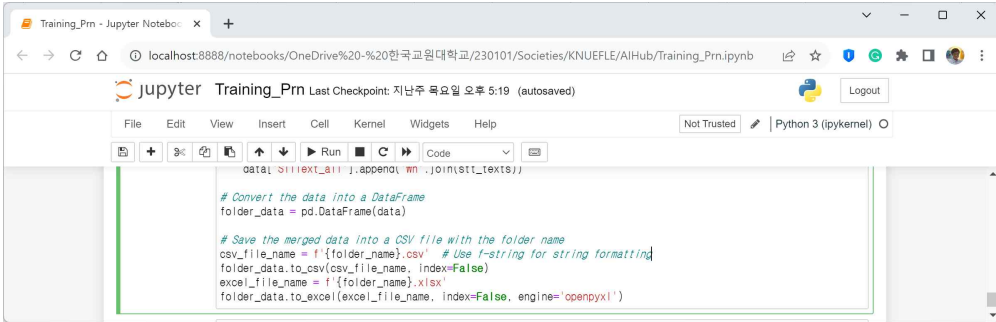 Training_Prn - Jupyter Noteboo
localhost:8888/notebooks/OneDrive%20-%20한국교원대학교/230101/Societies/KNUEFLE/AIHub/Training_Prn.ipynb
jupyter Training_Prn Last Checkpoint: 지난주 목요일 오후 5:19 (autosaved)
Logout
File Edit View Insert Cell Kernel Widgets Help
Not Trusted Python 3 (ipykernel)
Run Code
# Convert the data into a DataFrame
folder_data = pd.DataFrame(data)
# Save the merged data into a CSV file with the folder name
csv_file_name = f'{folder_name}.csv' # Use f-string for string formatting
folder_data.to_csv(csv_file_name, index=False)
excel_file_name = f'{folder_name}.xlsx'
folder_data.to_excel(excel_file_name, index=False, engine='openpyxl')